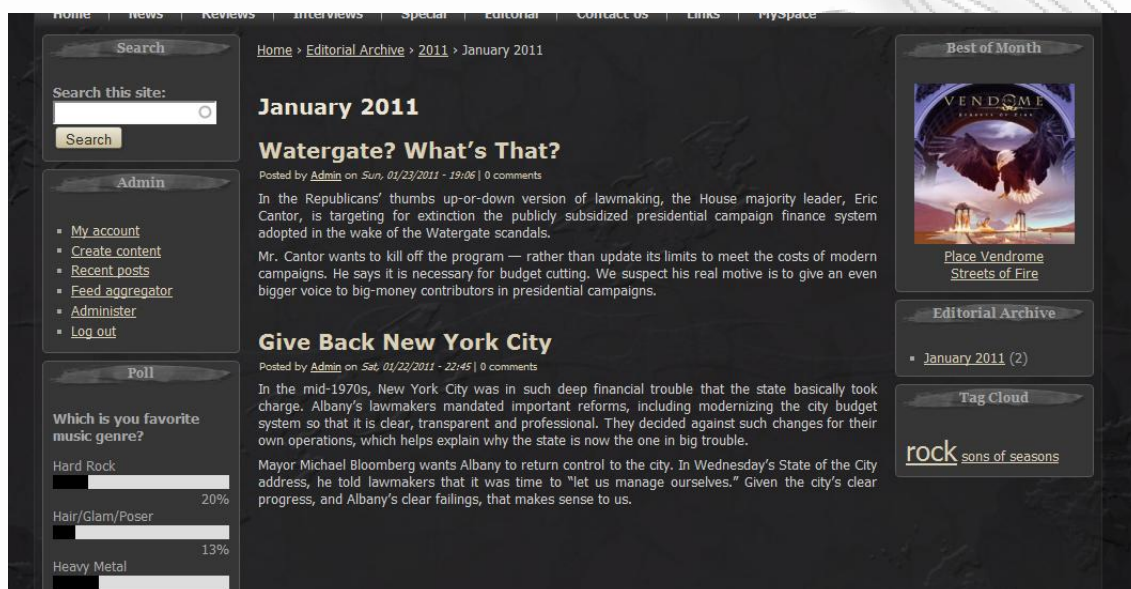 Home | News | Reviews | Interviews | Special | Editorial | Contact Us | Links | MySpace
Search
Search this site:
Search
Admin
My account
Create content
Recent posts
Feed aggregator
Administer
Log out
Poll
Which is you favorite
music genre?
Hard Rock
20%
Hair/Glam/Poser
13%
Heavy Metal
Home › Editorial Archive › 2011 › January 2011
January 2011
Watergate? What's That?
Posted by Admin on Sun, 01/23/2011 - 19:06 | 0 comments
In the Republicans’ thumbs up-or-down version of lawmaking, the House majority leader, Eric
Cantor, is targeting for extinction the publicly subsidized presidential campaign finance system
adopted in the wake of the Watergate scandals.
Mr. Cantor wants to kill off the program — rather than update its limits to meet the costs of modern
campaigns. He says it is necessary for budget cutting. We suspect his real motive is to give an even
bigger voice to big-money contributors in presidential campaigns.
Give Back New York City
Posted by Admin on Sat, 01/22/2011 - 22:45 | 0 comments
In the mid-1970s, New York City was in such deep financial trouble that the state basically took
charge. Albany’s lawmakers mandated important reforms, including modernizing the city budget
system so that it is clear, transparent and professional. They decided against such changes for their
own operations, which helps explain why the state is now the one in big trouble.
Mayor Michael Bloomberg wants Albany to return control to the city. In Wednesday’s State of the City
address, he told lawmakers that it was time to “let us manage ourselves.” Given the city’s clear
progress, and Albany’s clear failings, that makes sense to us.
Best of Month
VENDOME
STREETS OF FIRE
Place Vendome
Streets of Fire
Editorial Archive
January 2011 (2)
Tag Cloud
rock sons of seasons